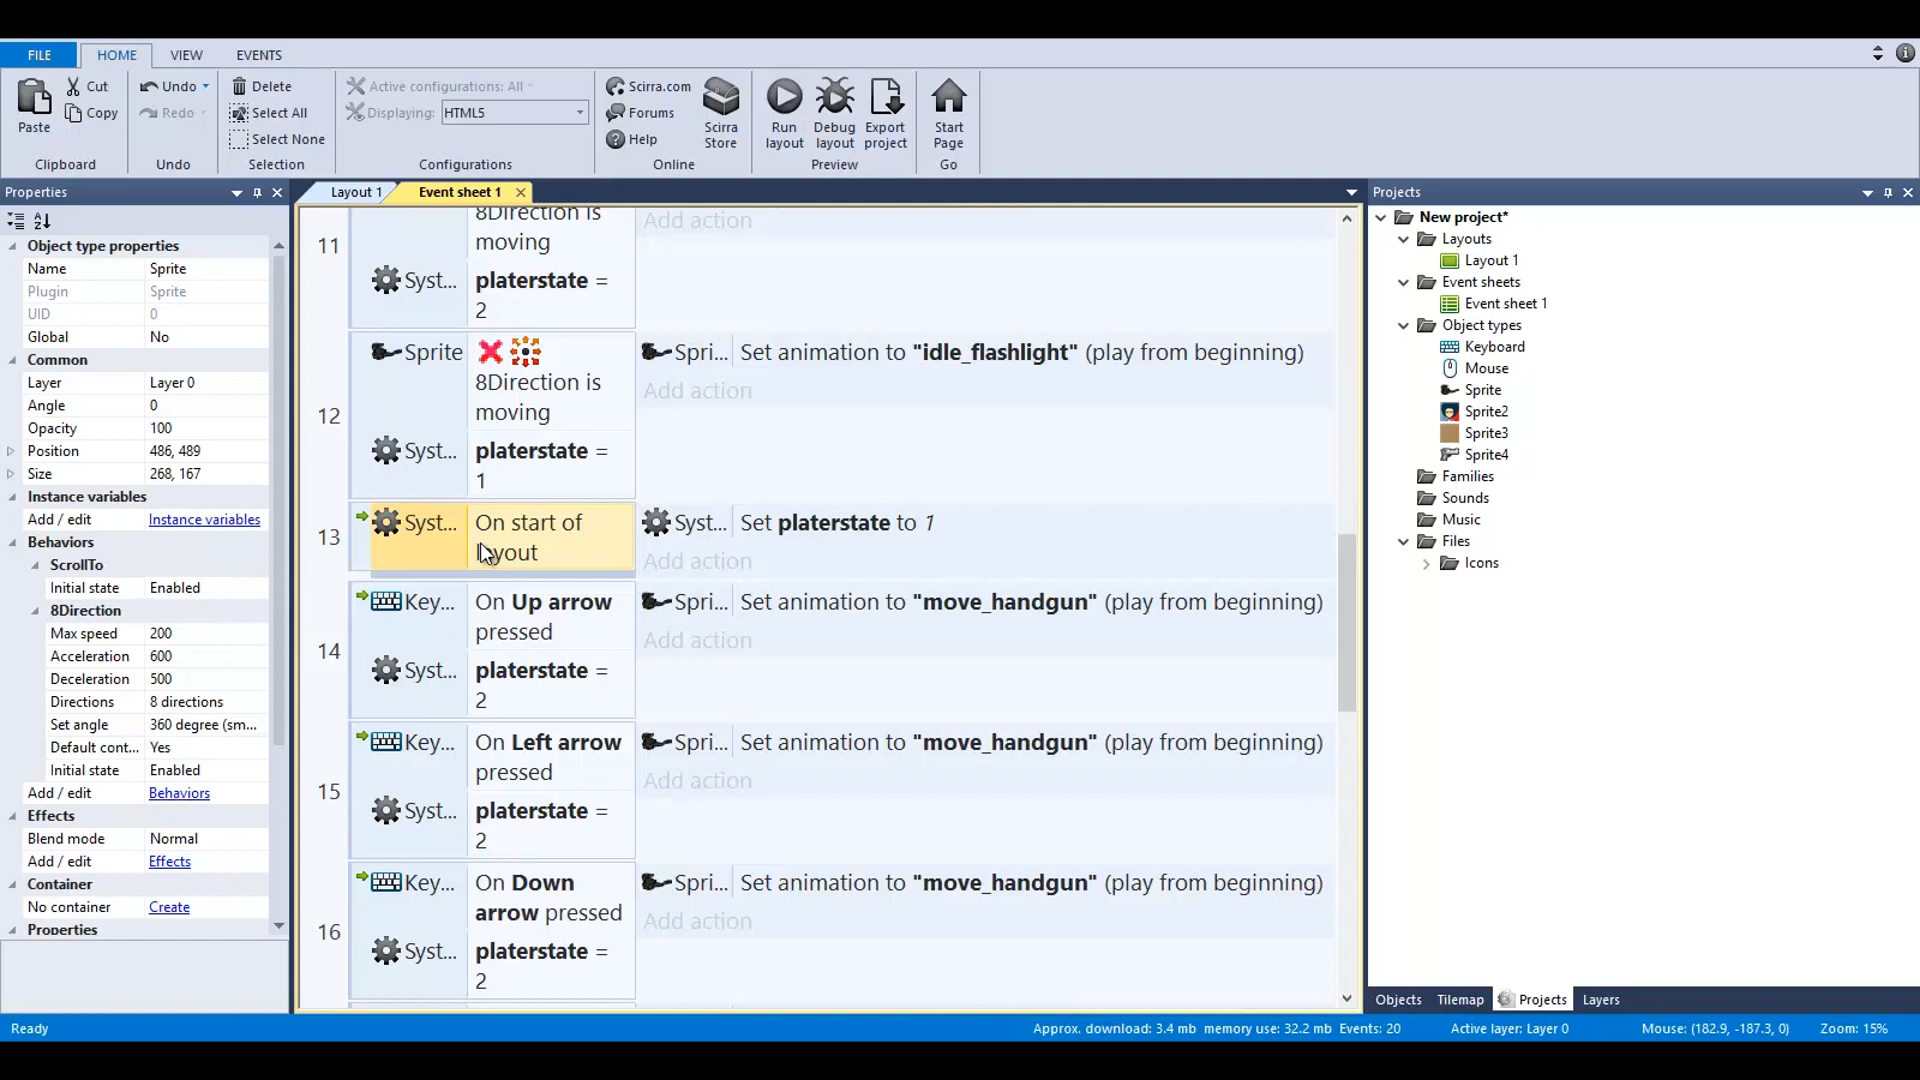 FILE HOME VIEW EVENTS
Paste Cut Copy Clipboard
Undo Redo Undo
Delete Select All Select None Selection
Active configurations: All
Displaying: HTML5
Configurations
Scirra.com Forums Help Scirra Store Online
Run layout Debug layout Export project Preview
Start Page Go
Properties
Object type properties
Name Sprite
Plugin Sprite
UID 0
Global No
Common
Layer Layer 0
Angle 0
Opacity 100
Position 486, 489
Size 268, 167
Instance variables
Add / edit Instance variables
Behaviors
ScrollTo
Initial state Enabled
8Direction
Max speed 200
Acceleration 600
Deceleration 500
Directions 8 directions
Set angle 360 degree (sm...
Default cont... Yes
Initial state Enabled
Add / edit Behaviors
Effects
Blend mode Normal
Add / edit Effects
Container
No container Create
Properties
Layout 1 Event sheet 1
11
8Direction is
moving
Add action
Syst... platerstate =
2
12
Sprite 8Direction is
moving
Spri... Set animation to "idle_flashlight" (play from beginning)
Add action
Syst... platerstate =
1
13
Syst... On start of
layout
Syst... Set platerstate to 1
Add action
14
Key... On Up arrow
pressed
Spri... Set animation to "move_handgun" (play from beginning)
Add action
Syst... platerstate =
2
15
Key... On Left arrow
pressed
Spri... Set animation to "move_handgun" (play from beginning)
Add action
Syst... platerstate =
2
16
Key... On Down
arrow pressed
Spri... Set animation to "move_handgun" (play from beginning)
Add action
Syst... platerstate =
2
Projects
New project*
Layouts
Layout 1
Event sheets
Event sheet 1
Object types
Keyboard
Mouse
Sprite
Sprite2
Sprite3
Sprite4
Families
Sounds
Music
Files
Icons
Objects Tilemap Projects Layers
Ready Approx. download: 3.4 mb memory use: 32.2 mb Events: 20 Active layer: Layer 0 Mouse: (182.9, -187.3, 0) Zoom: 15%